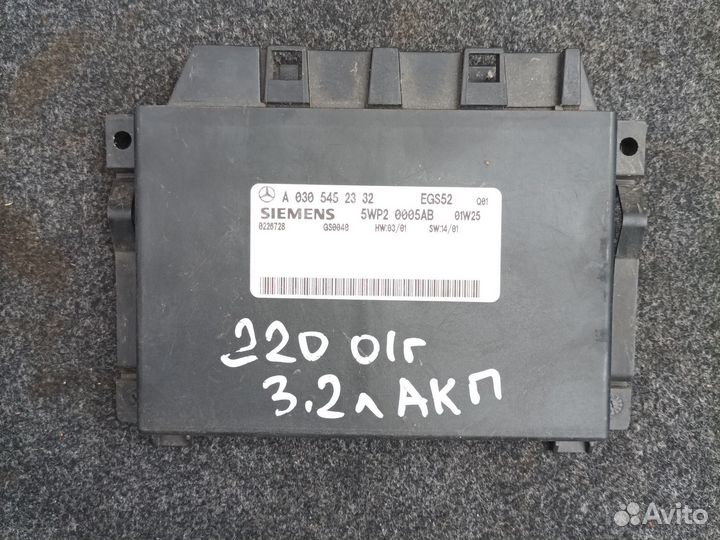 A 030 545 23 32 EGS52 Q01
SIEMENS 5WP2 0005AB 01W25
0226728 GS0040 HW:03/01 SW:14/01
220 01г
3.2л АКП
Avito